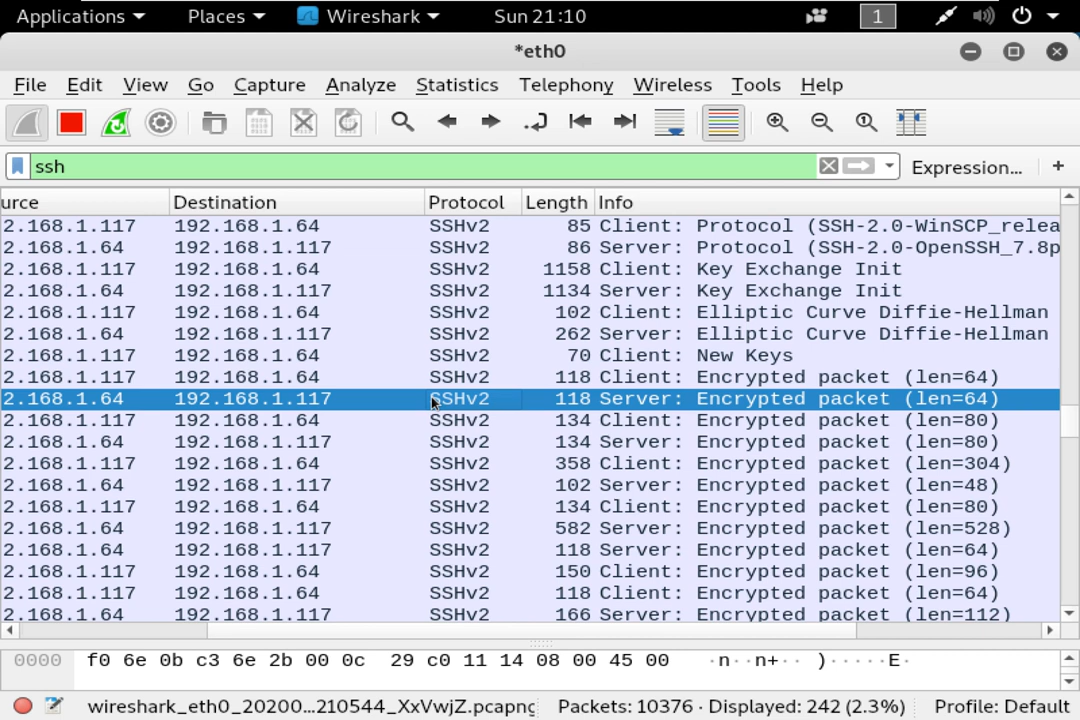 Applications Places Wireshark Sun 21:10 1
*eth0
File Edit View Go Capture Analyze Statistics Telephony Wireless Tools Help
ssh Expression... +
urce Destination Protocol Length Info
2.168.1.117 192.168.1.64 SSHv2 85 Client: Protocol (SSH-2.0-WinSCP_relea
2.168.1.64 192.168.1.117 SSHv2 86 Server: Protocol (SSH-2.0-OpenSSH_7.8p
2.168.1.117 192.168.1.64 SSHv2 1158 Client: Key Exchange Init
2.168.1.64 192.168.1.117 SSHv2 1134 Server: Key Exchange Init
2.168.1.117 192.168.1.64 SSHv2 102 Client: Elliptic Curve Diffie-Hellman
2.168.1.64 192.168.1.117 SSHv2 262 Server: Elliptic Curve Diffie-Hellman
2.168.1.117 192.168.1.64 SSHv2 70 Client: New Keys
2.168.1.117 192.168.1.64 SSHv2 118 Client: Encrypted packet (len=64)
2.168.1.64 192.168.1.117 SSHv2 118 Server: Encrypted packet (len=64)
2.168.1.117 192.168.1.64 SSHv2 134 Client: Encrypted packet (len=80)
2.168.1.64 192.168.1.117 SSHv2 134 Server: Encrypted packet (len=80)
2.168.1.117 192.168.1.64 SSHv2 358 Client: Encrypted packet (len=304)
2.168.1.64 192.168.1.117 SSHv2 102 Server: Encrypted packet (len=48)
2.168.1.117 192.168.1.64 SSHv2 134 Client: Encrypted packet (len=80)
2.168.1.64 192.168.1.117 SSHv2 582 Server: Encrypted packet (len=528)
2.168.1.64 192.168.1.117 SSHv2 118 Server: Encrypted packet (len=64)
2.168.1.117 192.168.1.64 SSHv2 150 Client: Encrypted packet (len=96)
2.168.1.117 192.168.1.64 SSHv2 118 Client: Encrypted packet (len=64)
2.168.1.64 192.168.1.117 SSHv2 166 Server: Encrypted packet (len=112)
0000 f0 6e 0b c3 6e 2b 00 0c 29 c0 11 14 08 00 45 00 ·n··n+·· )·····E·
wireshark_eth0_20200...210544_XxVwjZ.pcapng Packets: 10376 · Displayed: 242 (2.3%) Profile: Default